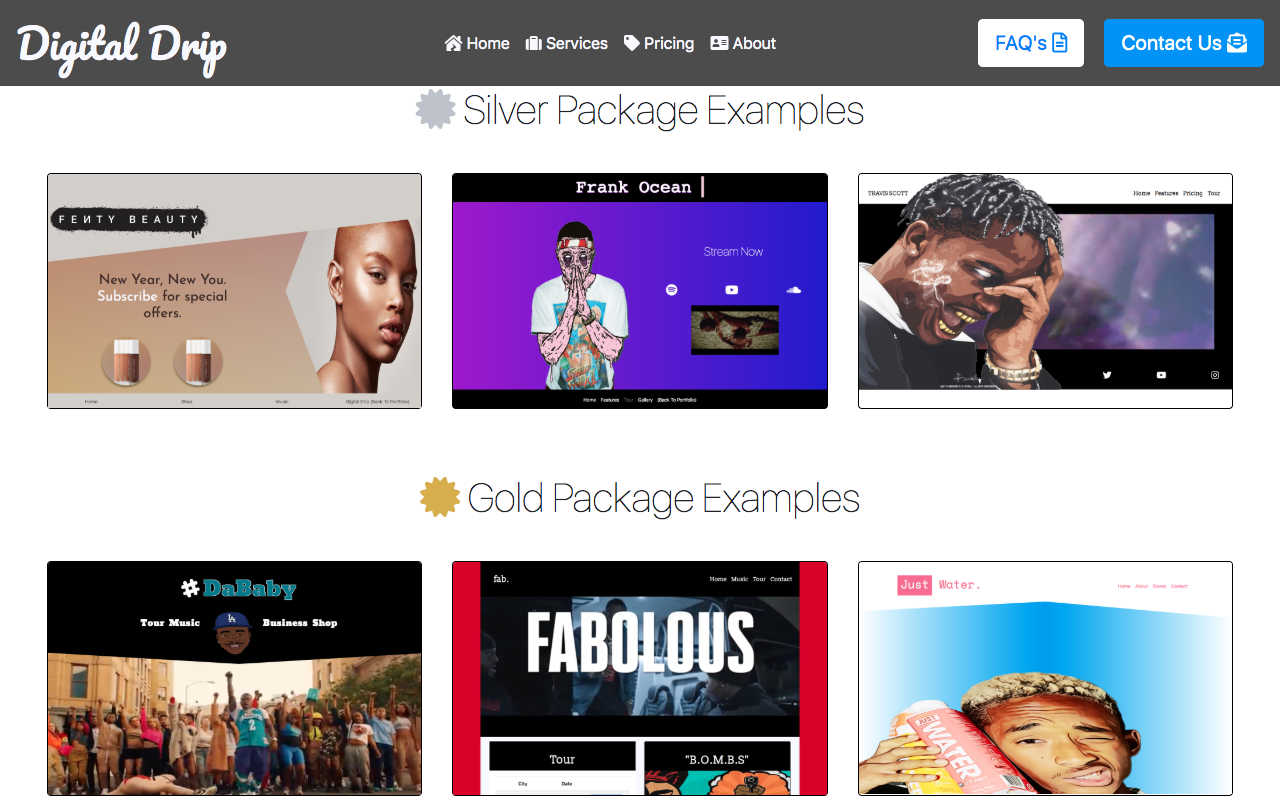 Digital Drip
Home Services Pricing About
FAQ's
Contact Us
Silver Package Examples
FEИTY BEAUTY
New Year, New You.
Subscribe for special
offers.
Home Shop Music Digital Drip (Back To Portfolio)
Frank Ocean
Stream Now
Home Features Tour Gallery (Back To Portfolio)
TRAVIS SCOTT
Home Features Pricing Tour
Gold Package Examples
#DaBaby
Tour Music Business Shop
fab.
Home Music Tour Contact
FABOLOUS
Tour
"B.O.M.B.S"
City Date
Just Water.
Home About Stores Contact
JUST
WATER